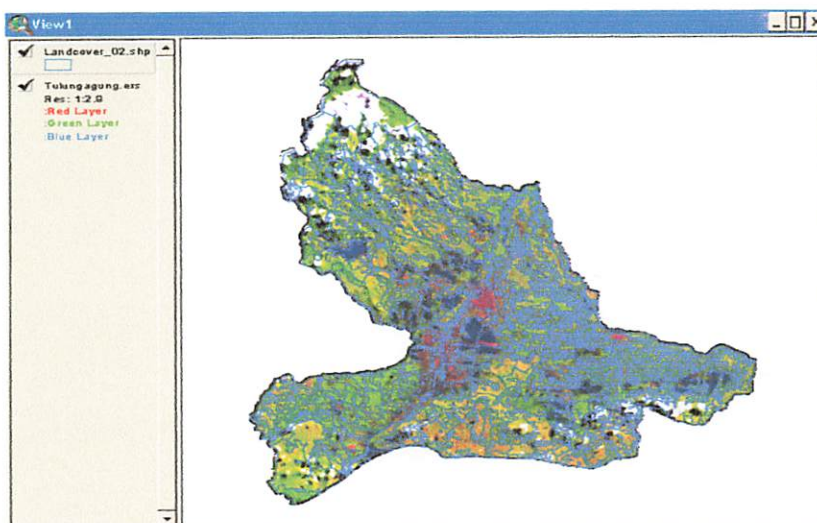 View1
Landcover_02.shp
Tulungagung.ers
Res: 1:2.9
:Red Layer
:Green Layer
:Blue Layer